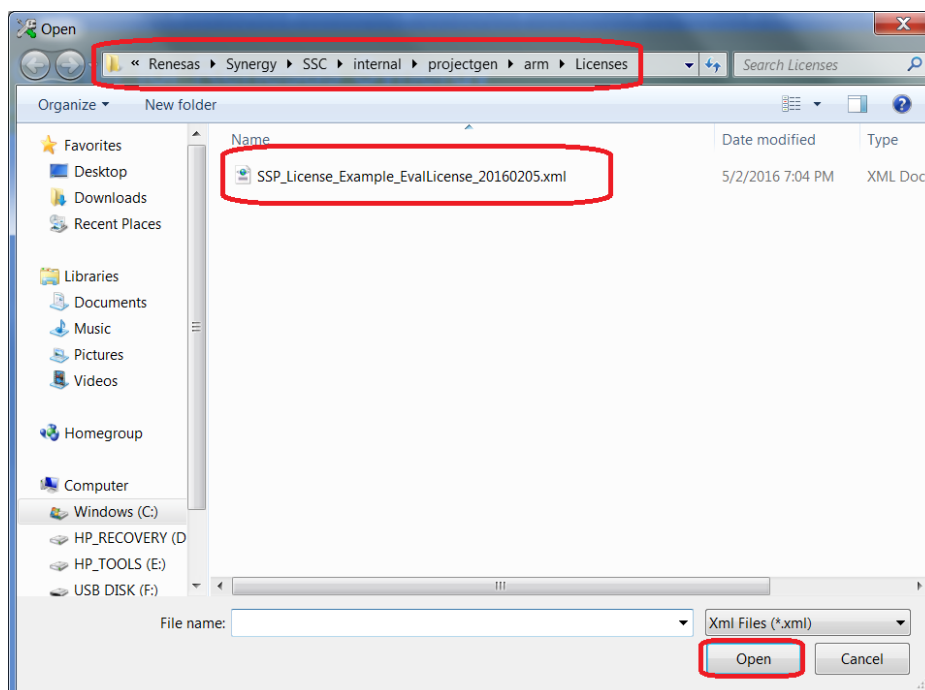 Open
« Renesas ▸ Synergy ▸ SSC ▸ internal ▸ projectgen ▸ arm ▸ Licenses
Search Licenses
Organize
New folder
Name
Date modified
Type
SSP_License_Example_EvalLicense_20160205.xml
5/2/2016 7:04 PM
XML Doc
Favorites
Desktop
Downloads
Recent Places
Libraries
Documents
Music
Pictures
Videos
Homegroup
Computer
Windows (C:)
HP_RECOVERY (D
HP_TOOLS (E:)
USB DISK (F:)
File name:
Xml Files (*.xml)
Open
Cancel